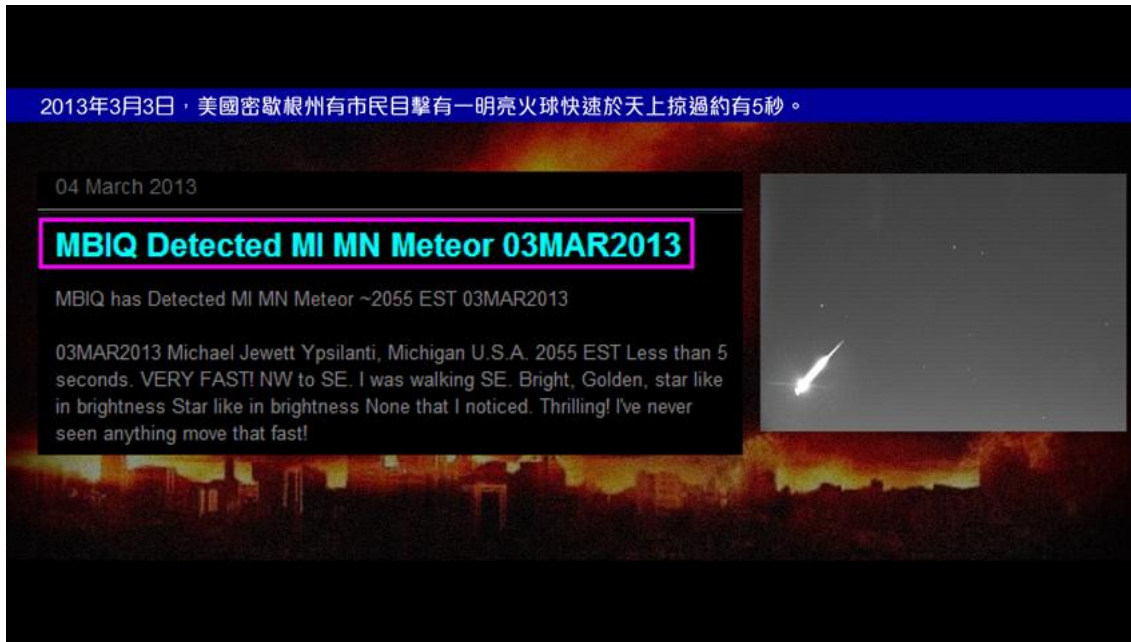 2013年3月3日，美國密歇根州有市民目擊有一明亮火球快速於天上掠過約有5秒。
04 March 2013
MBIQ Detected MI MN Meteor 03MAR2013
MBIQ has Detected MI MN Meteor ~2055 EST 03MAR2013
03MAR2013 Michael Jewett Ypsilanti, Michigan U.S.A. 2055 EST Less than 5
seconds. VERY FAST! NW to SE. I was walking SE. Bright, Golden, star like
in brightness Star like in brightness None that I noticed. Thrilling! I've never
seen anything move that fast!